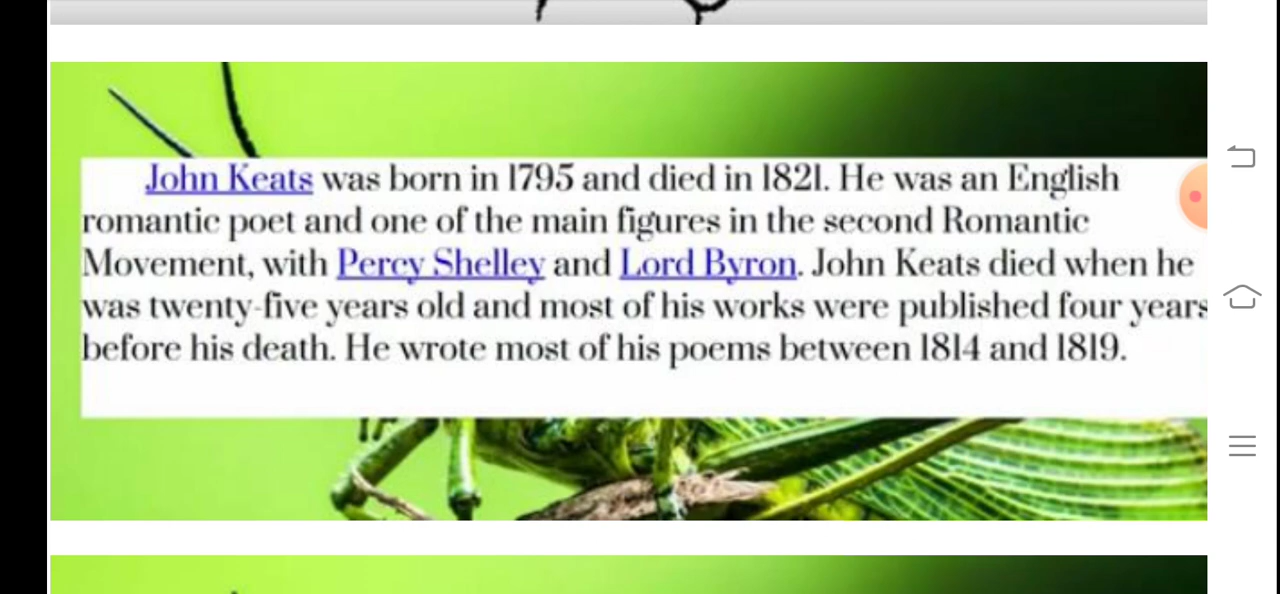 John Keats was born in 1795 and died in 1821. He was an English
romantic poet and one of the main figures in the second Romantic
Movement, with Percy Shelley and Lord Byron. John Keats died when he
was twenty-five years old and most of his works were published four years
before his death. He wrote most of his poems between 1814 and 1819.